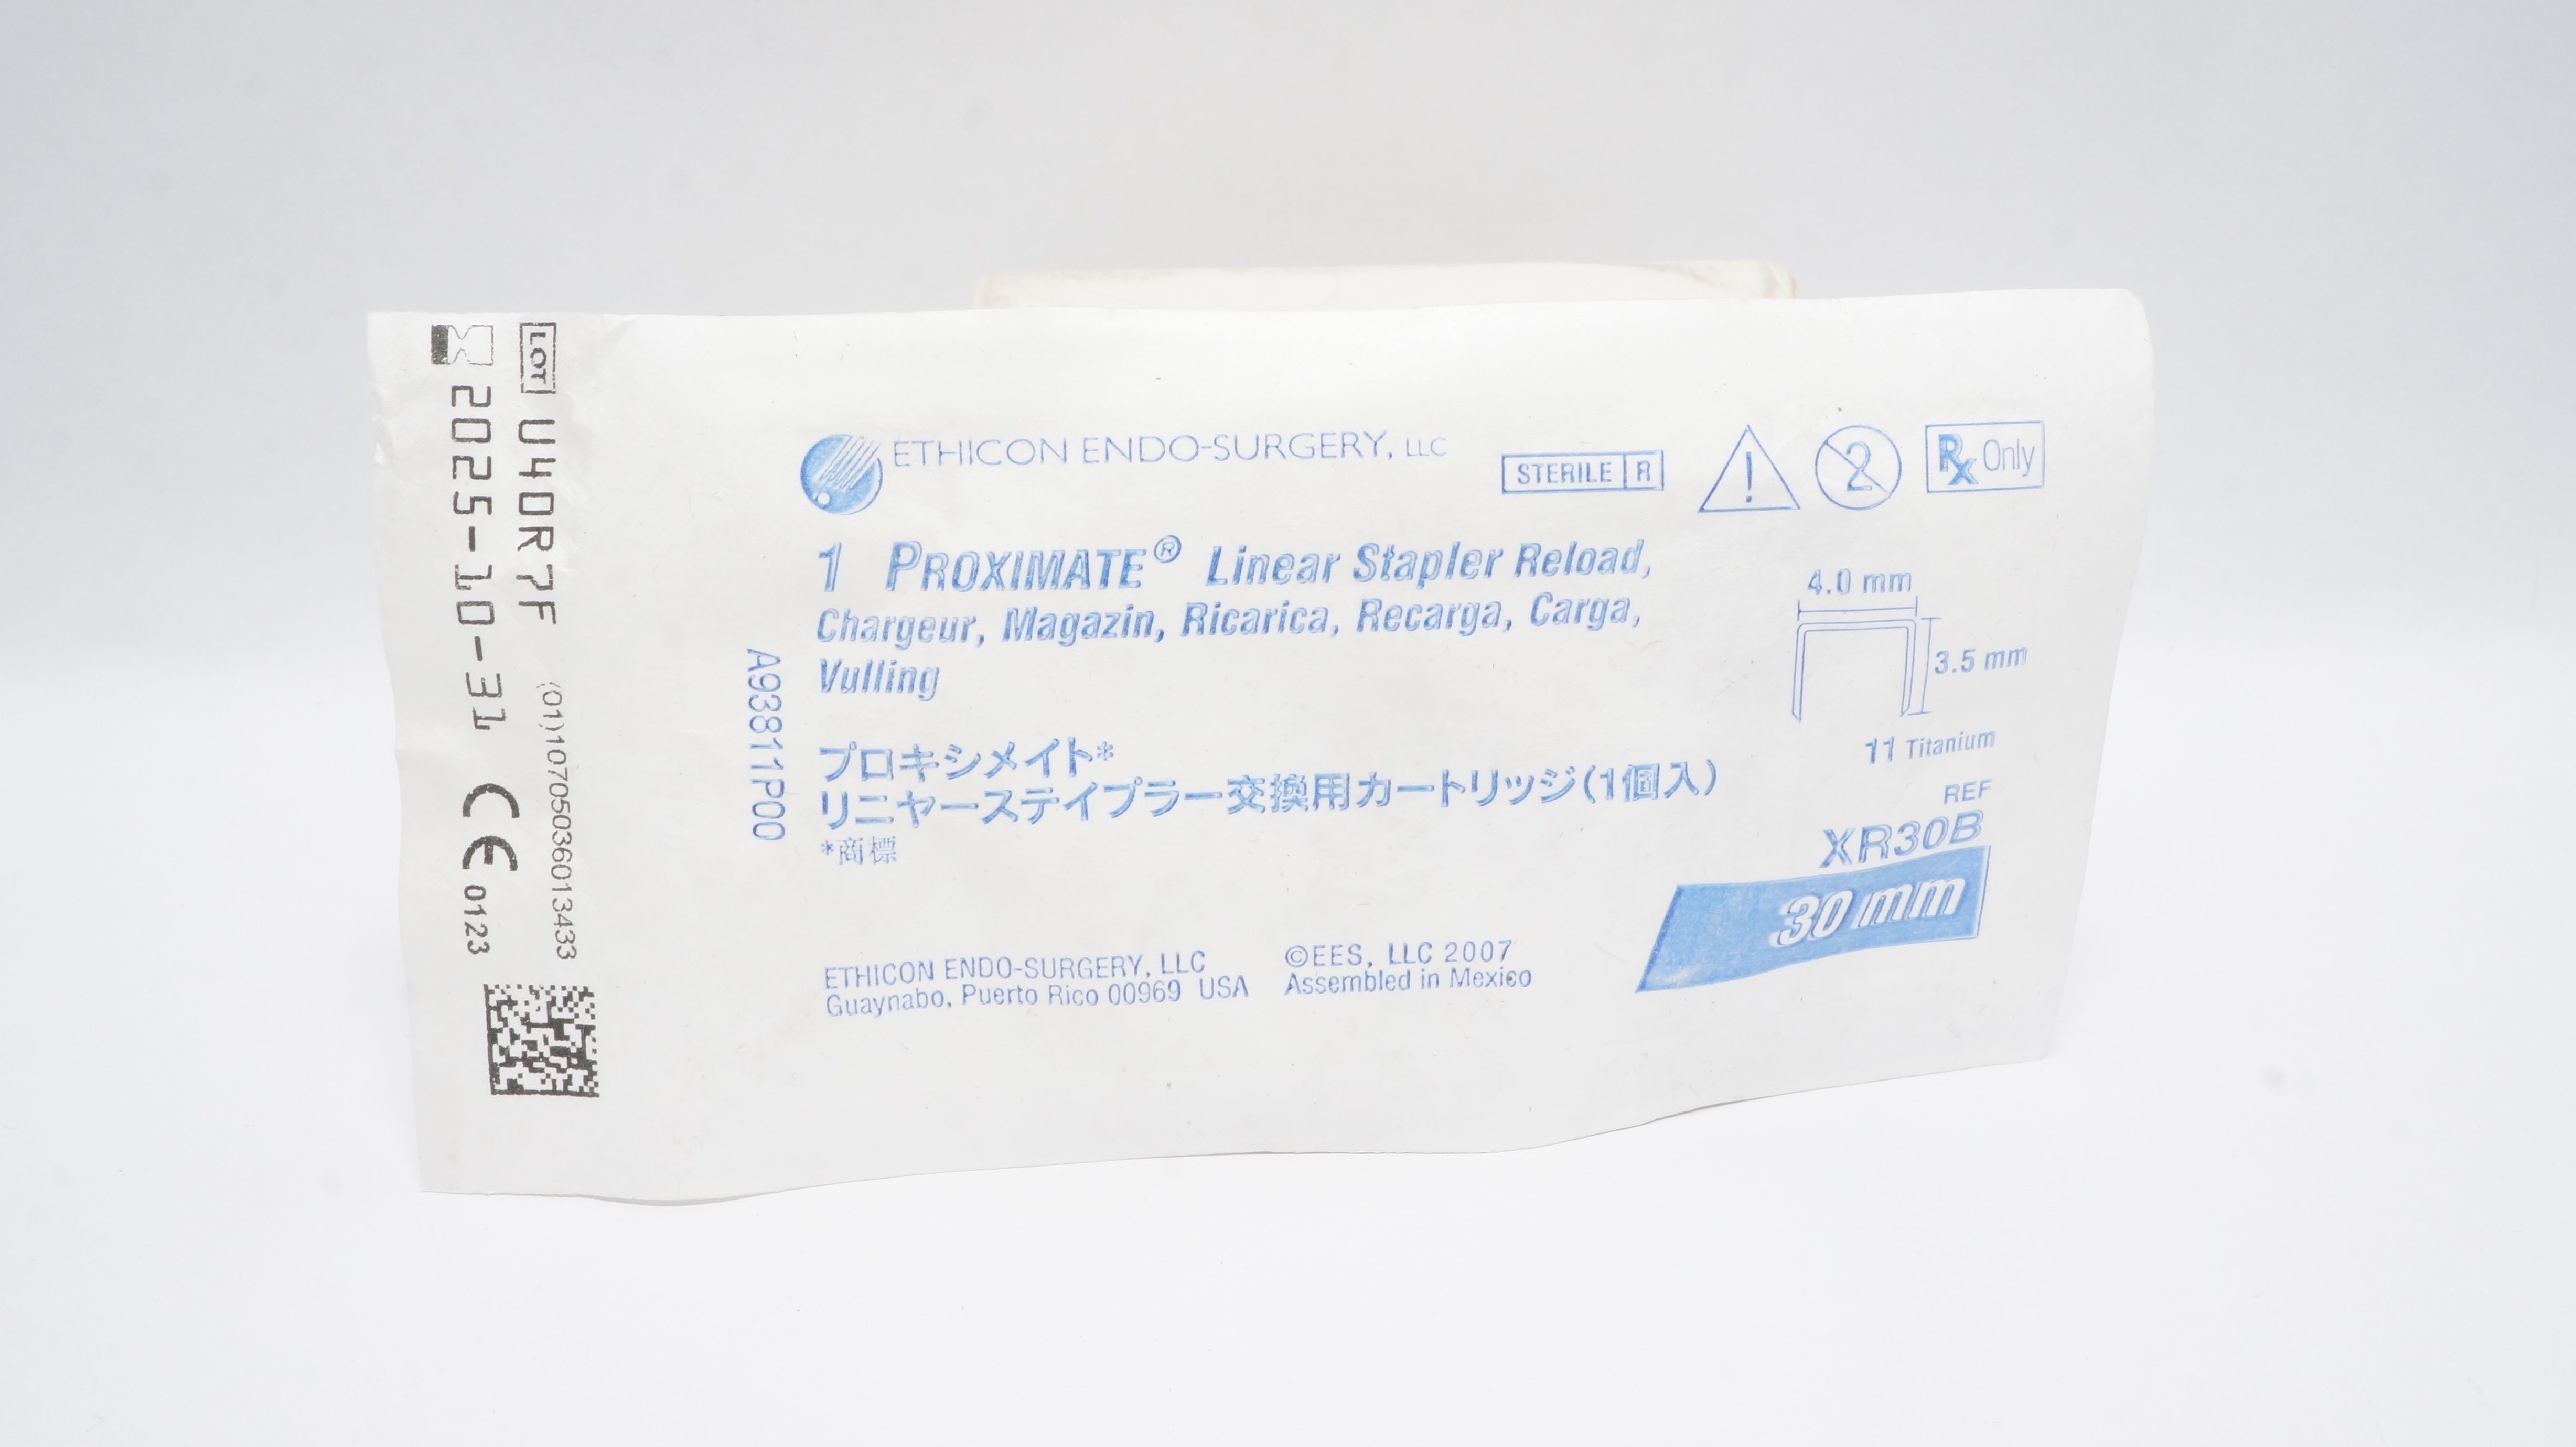 LOT U40R7F (01)10705036013433
2025-10-31 CE 0123
ETHICON ENDO-SURGERY, LLC
STERILE R
!
2
Rx Only
1 PROXIMATE® Linear Stapler Reload,
Chargeur, Magazin, Ricarica, Recarga, Carga,
Vulling
A93811P00
プロキシメイト*
リニヤーステイプラー交換用カートリッジ(1個入)
*商標
4.0 mm
3.5 mm
11 Titanium
REF
XR30B
30 mm
ETHICON ENDO-SURGERY, LLC
Guaynabo, Puerto Rico 00969 USA
©EES, LLC 2007
Assembled in Mexico